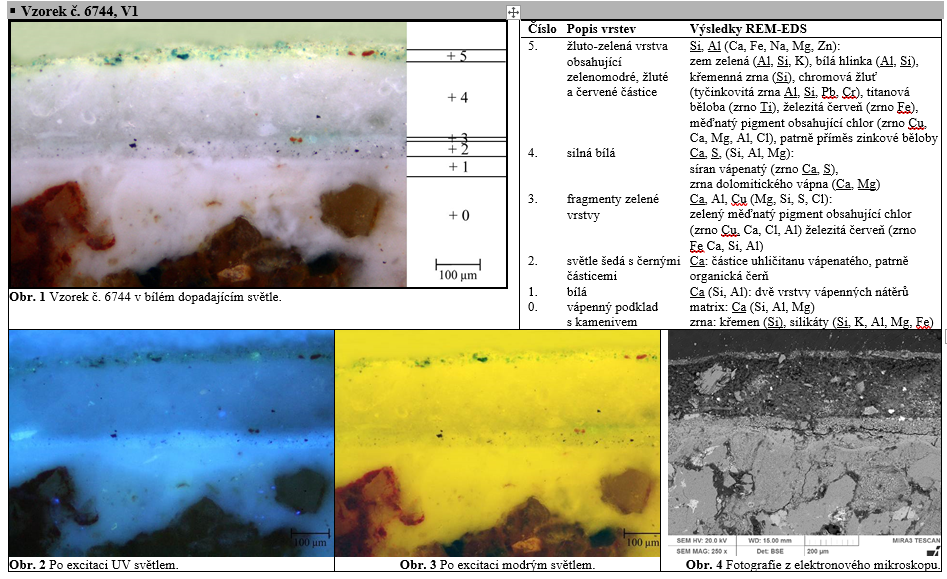 ▪ Vzorek č. 6744, V1
+ 5
+ 4
+ 3
+ 2
+ 1
+ 0
100 µm
Obr. 1 Vzorek č. 6744 v bílém dopadajícím světle.
Číslo Popis vrstev Výsledky REM-EDS
5. žluto-zelená vrstva Si, Al (Ca, Fe, Na, Mg, Zn):
obsahující zem zelená (Al, Si, K), bílá hlinka (Al, Si),
zelenomodré, žluté křemenná zrna (Si), chromová žluť
a červené částice (tyčinkovitá zrna Al, Si, Pb, Cr), titanová
běloba (zrno Ti), železitá červeň (zrno Fe),
měďnatý pigment obsahující chlor (zrno Cu,
Ca, Mg, Al, Cl), patrně příměs zinkové běloby
4. silná bílá Ca, S, (Si, Al, Mg):
síran vápenatý (zrno Ca, S),
zrna dolomitického vápna (Ca, Mg)
3. fragmenty zelené Ca, Al, Cu (Mg, Si, S, Cl):
vrstvy zelený měďnatý pigment obsahující chlor
(zrno Cu, Ca, Cl, Al) železitá červeň (zrno
Fe Ca, Si, Al)
2. světle šedá s černými Ca: částice uhličitanu vápenatého, patrně
částicemi organická čerň
1. bílá Ca (Si, Al): dvě vrstvy vápenných nátěrů
0. vápenný podklad matrix: Ca (Si, Al, Mg)
s kamenivem zrna: křemen (Si), silikáty (Si, K, Al, Mg, Fe)
100 µm
100 µm
SEM HV: 20.0 kV WD: 15.00 mm MIRA3 TESCAN
SEM MAG: 250 x Det: BSE 200 µm
Obr. 2 Po excitaci UV světlem.
Obr. 3 Po excitaci modrým světlem.
Obr. 4 Fotografie z elektronového mikroskopu.